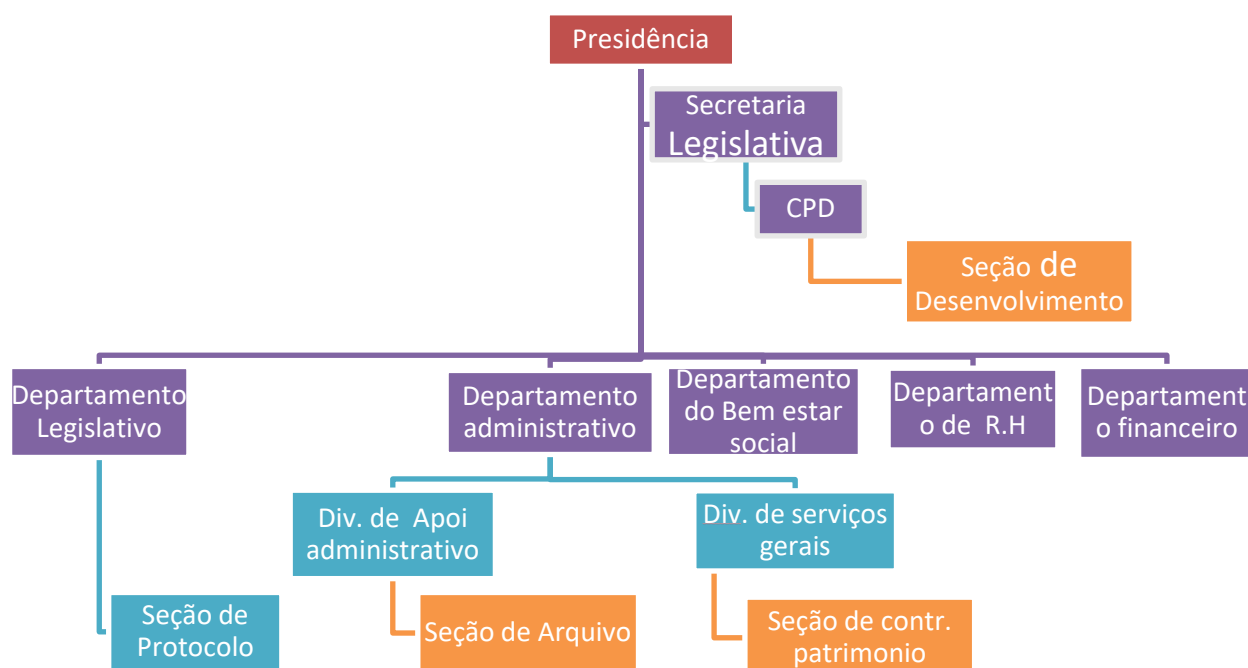 Presidência
Secretaria
Legislativa
CPD
Seção de
Desenvolvimento
Departamento
Legislativo
Departamento
administrativo
Departamento
do Bem estar
social
Departament
o de R.H
Departament
o financeiro
Div. de Apoi
administrativo
Div. de serviços
gerais
Seção de
Protocolo
Seção de Arquivo
Seção de contr.
patrimonio